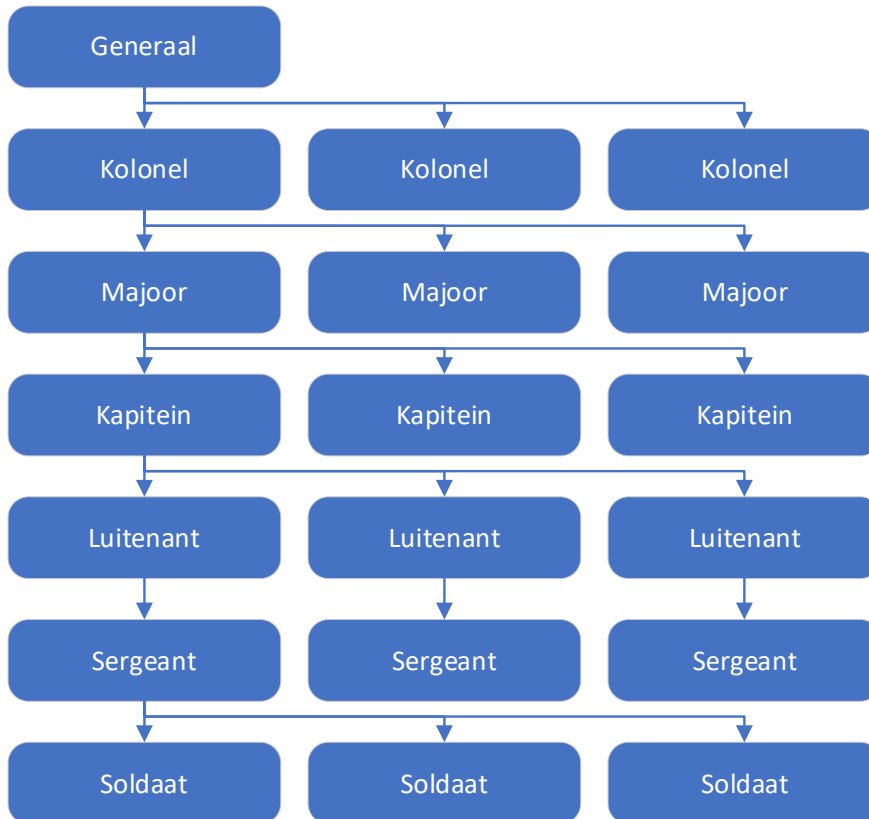 Generaal
Kolonel Kolonel Kolonel
Majoor Majoor Majoor
Kapitein Kapitein Kapitein
Luitenant Luitenant Luitenant
Sergeant Sergeant Sergeant
Soldaat Soldaat Soldaat